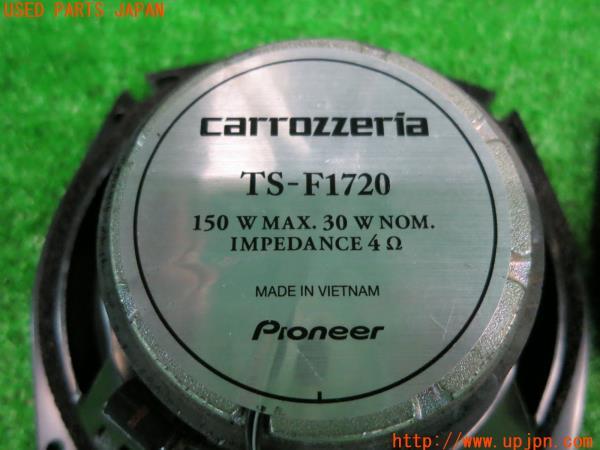 USED PARTS JAPAN
carrozzeria
TS-F1720
150 W MAX. 30 W NOM.
IMPEDANCE 4 Ω
MADE IN VIETNAM
Pioneer
http://www.upjpn.com